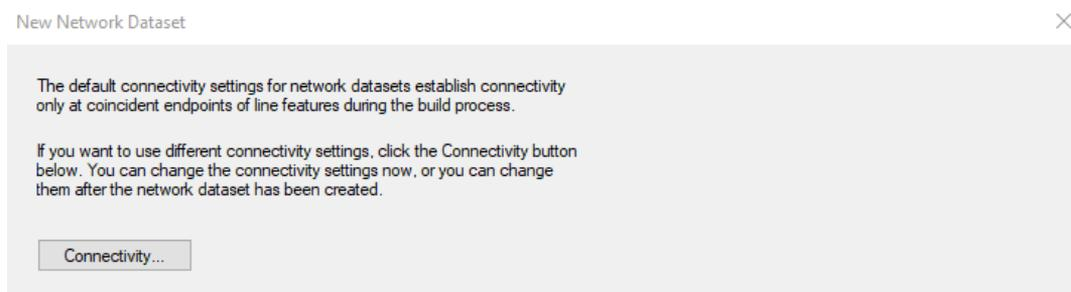 New Network Dataset
The default connectivity settings for network datasets establish connectivity
only at coincident endpoints of line features during the build process.
If you want to use different connectivity settings, click the Connectivity button
below. You can change the connectivity settings now, or you can change
them after the network dataset has been created.
Connectivity...